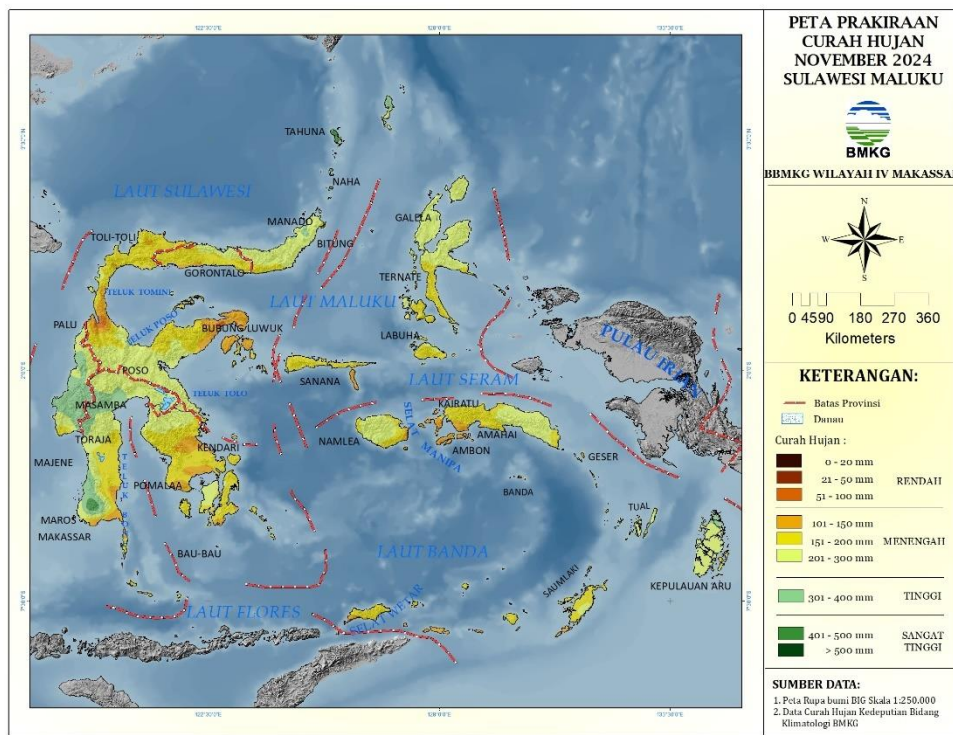 PETA PRAKIRAAN
CURAH HUJAN
NOVEMBER 2024
SULAWESI MALUKU
BMKG
BBMKG WILAYAH IV MAKASSAR
N
W
E
S
0 4590 180 270 360
Kilometers
KETERANGAN:
Batas Provinsi
Danau
Curah Hujan :
0 - 20 mm
21 - 50 mm
51 - 100 mm
RENDAH
101 - 150 mm
151 - 200 mm
201 - 300 mm
MENENGAH
301 - 400 mm
TINGGI
401 - 500 mm
> 500 mm
SANGAT
TINGGI
SUMBER DATA:
1. Peta Rupa bumi BIG Skala 1:250.000
2. Data Curah Hujan Kedeputian Bidang
Klimatologi BMKG
TAHUNA
NAHA
LAUT SULAWESI
MANADO
BITUNG
GALELA
TOLI-TOLI
GORONTALO
TERNATE
TELUK TOMINI
LAUT MALUKU
PALU
TELUK POSO
BUBUNG/LUWUK
LABUHA
PULAU IRIAN
POSO
SANANA
LAUT SERAM
TELUK TOLO
MASAMBA
KAIRATU
SELAT MANIPA
TORAJA
NAMLEA
AMAHAI
KENDARI
AMBON
MAJENE
GESER
POMALAA
BANDA
TUAL
MAROS
MAKASSAR
BAU-BAU
LAUT BANDA
KEPULAUAN ARU
SAUMLAKI
LAUT FLORES
SELAT WETAR